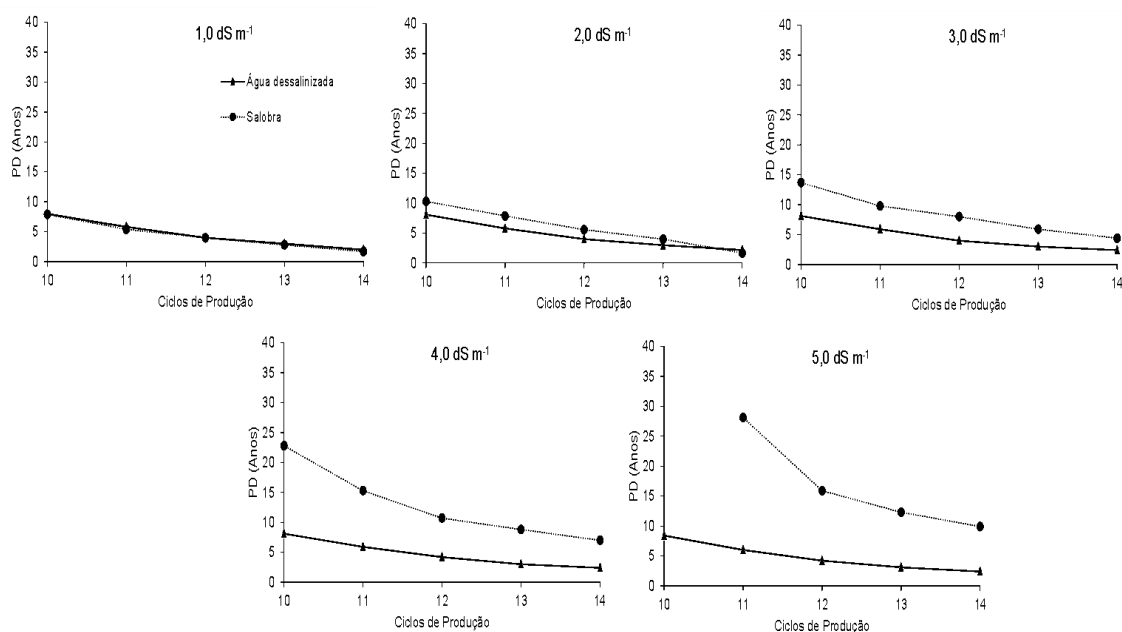 1,0 dS m⁻¹
PD (Anos)
40
35
30
25
20
15
10
5
0
Água dessalinizada
Salobra
10 11 12 13 14
Ciclos de Produção
2,0 dS m⁻¹
PD (Anos)
40
35
30
25
20
15
10
5
0
10 11 12 13 14
Ciclos de Produção
3,0 dS m⁻¹
PD (Anos)
40
35
30
25
20
15
10
5
0
10 11 12 13 14
Ciclos de Produção
4,0 dS m⁻¹
PD (Anos)
40
35
30
25
20
15
10
5
0
10 11 12 13 14
Ciclos de Produção
5,0 dS m⁻¹
PD (Anos)
40
35
30
25
20
15
10
5
0
10 11 12 13 14
Ciclos de Produção